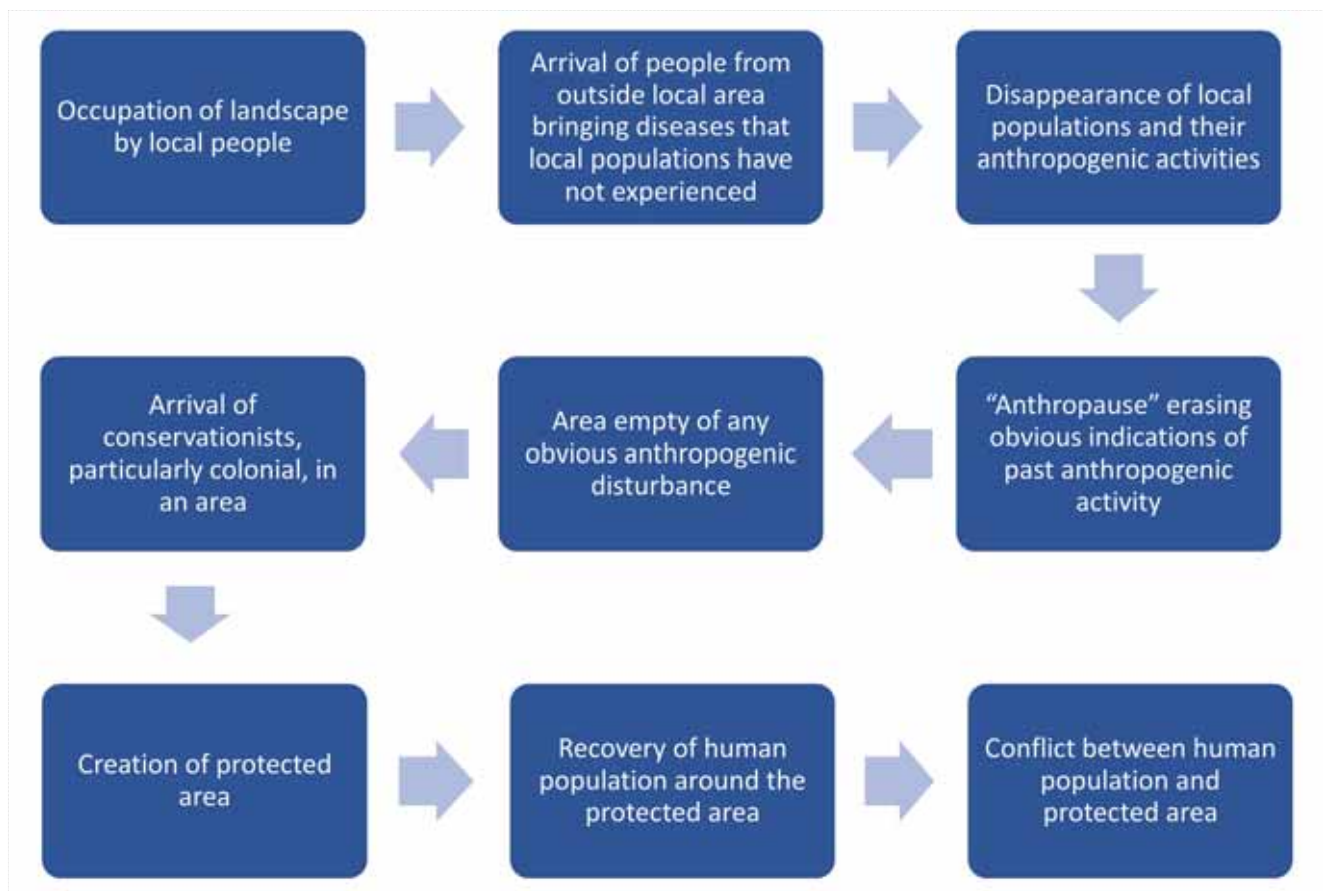 Occupation of landscape
by local people
Arrival of people from
outside local area
bringing diseases that
local populations have
not experienced
Disappearance of local
populations and their
anthropogenic activities
“Anthropause” erasing
obvious indications of
past anthropogenic
activity
Area empty of any
obvious anthropogenic
disturbance
Arrival of
conservationists,
particularly colonial, in
an area
Creation of protected
area
Recovery of human
population around the
protected area
Conflict between human
population and
protected area